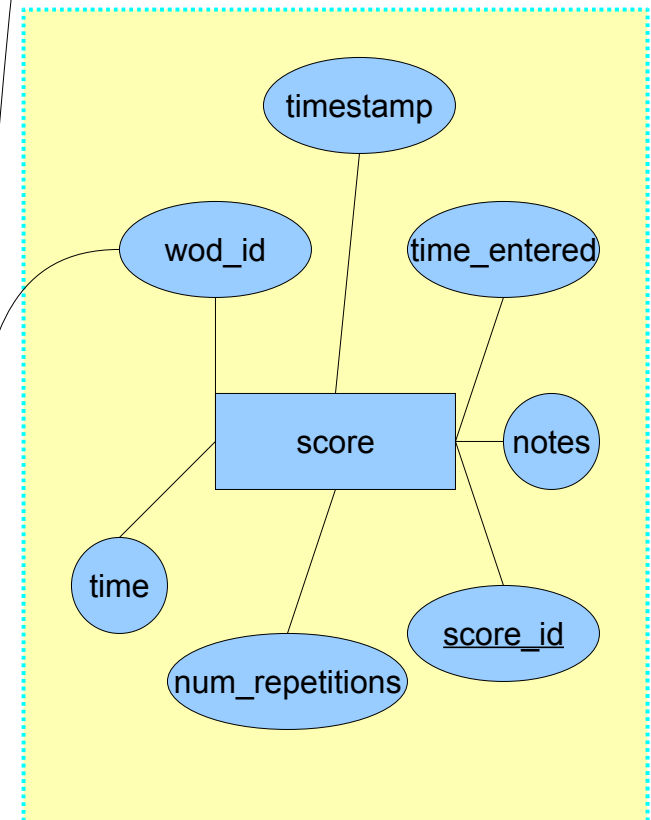 timestamp
wod_id
time_entered
score
notes
time
score_id
num_repetitions